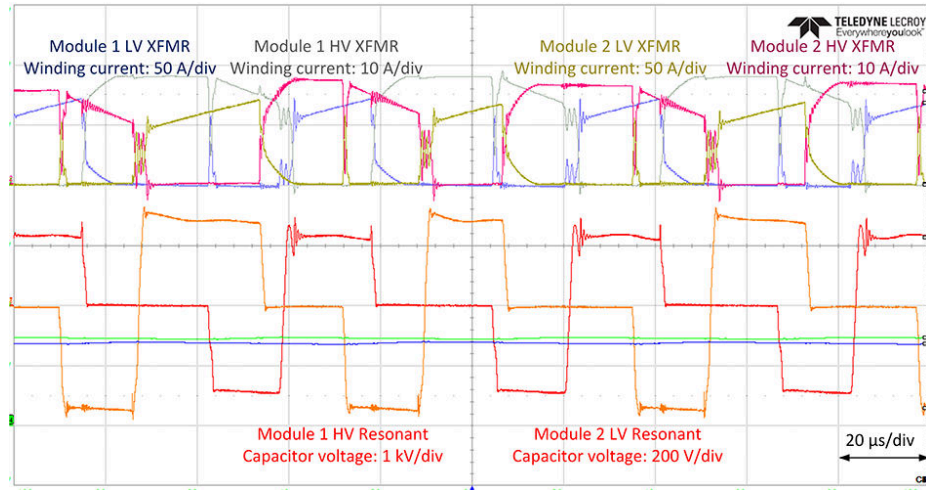 TELEDYNE LECROY
Everywhereyoulook
Module 1 LV XFMR
Winding current: 50 A/div
Module 1 HV XFMR
Winding current: 10 A/div
Module 2 LV XFMR
Winding current: 50 A/div
Module 2 HV XFMR
Winding current: 10 A/div
Module 1 HV Resonant
Capacitor voltage: 1 kV/div
Module 2 LV Resonant
Capacitor voltage: 200 V/div
20 µs/div